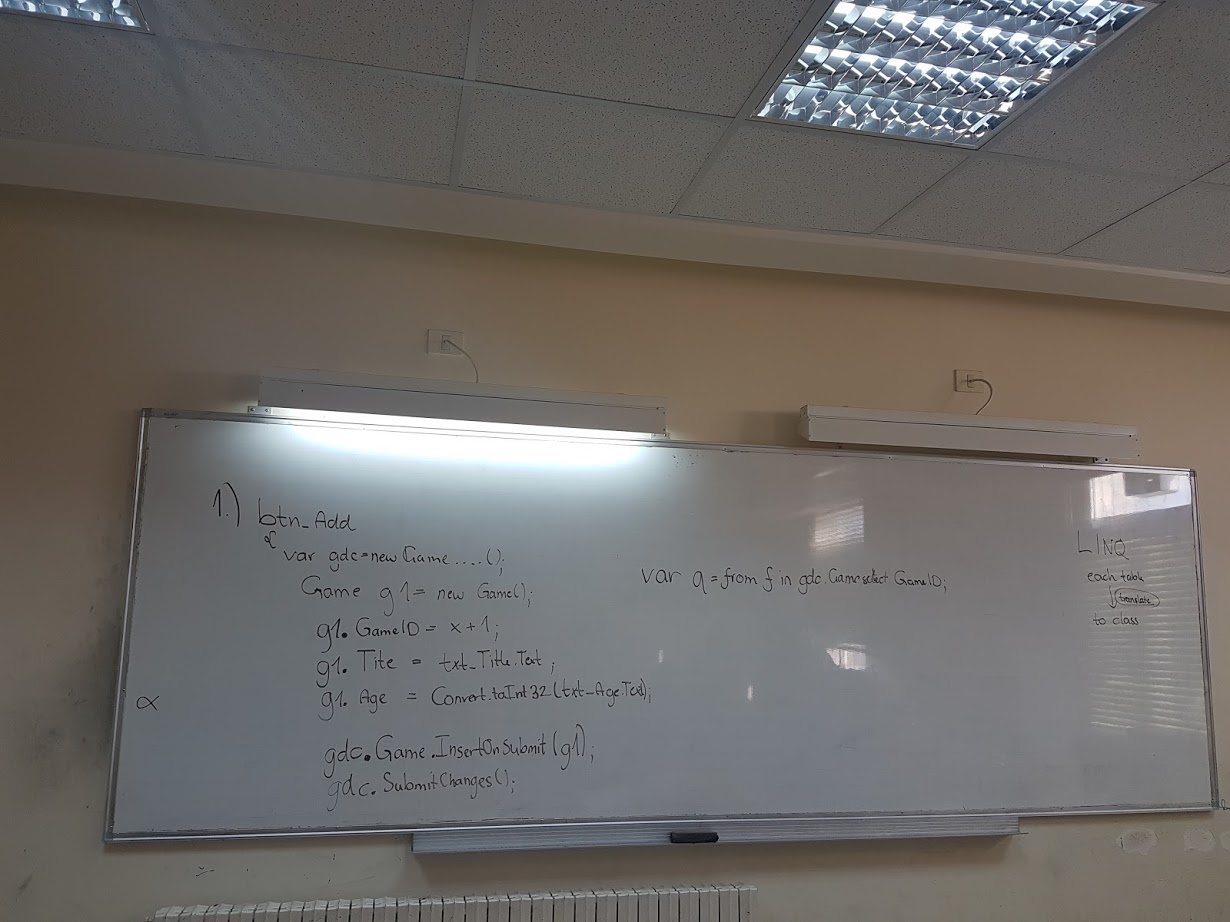 1.) btn_Add
{
var gdc=new Game....();
Game g1= new Game();
g1. GameID = x+1;
g1. Tite = txt_Title.Text;
g1. Age = Convert.toInt32(txt_Age.Text);
gdc.Game.InsertOnSubmit(g1);
gdc.SubmitChanges();
∝
var q=from f in gdc.Game select GameID;
LINQ
each table
translate
to class